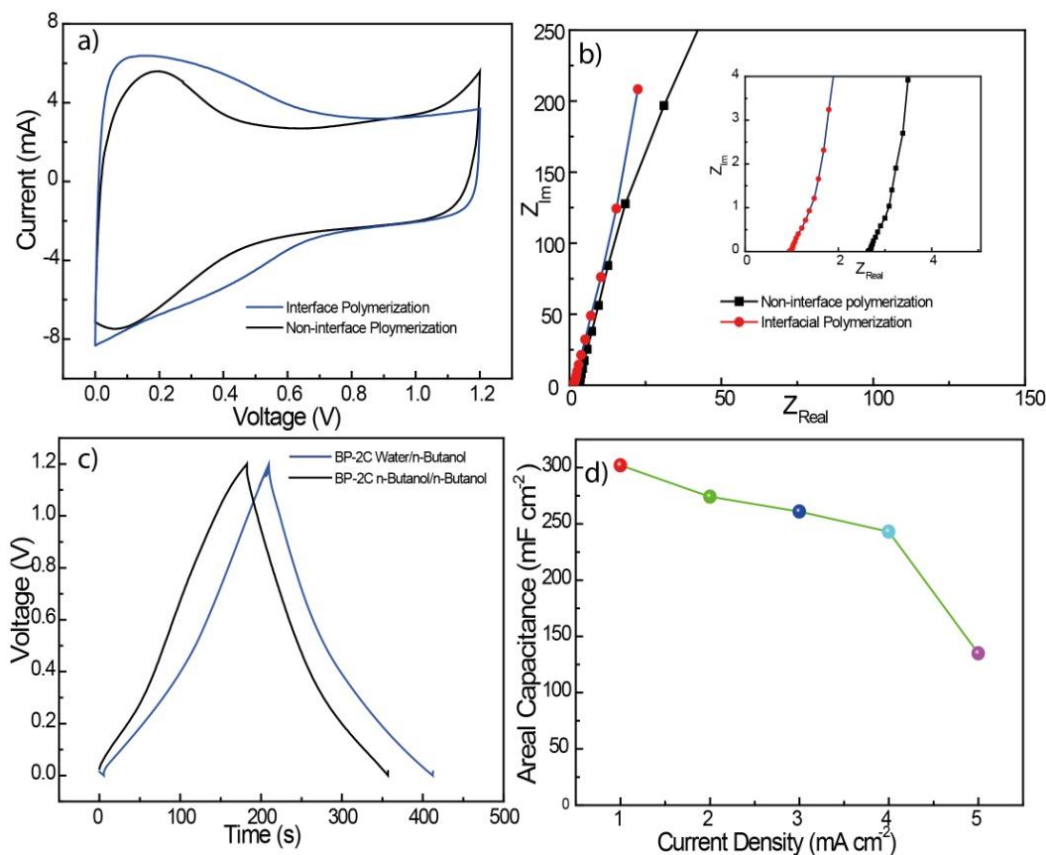 a)
8
4
0
-4
-8
Current (mA)
Interface Polymerization
Non-interface Ploymerization
0.0 0.2 0.4 0.6 0.8 1.0 1.2
Voltage (V)
b)
250
200
150
100
50
0
Z_Im
4
3
2
1
0
Z_Im
0 2 4
Z_Real
Non-interface polymerization
Interfacial Polymerization
0 50 100 150
Z_Real
c)
BP-2C Water/n-Butanol
BP-2C n-Butanol/n-Butanol
1.2
1.0
0.8
0.6
0.4
0.2
0.0
Voltage (V)
0 100 200 300 400 500
Time (s)
d)
300
250
200
150
100
50
0
Areal Capacitance (mF cm⁻²)
1 2 3 4 5
Current Density (mA cm⁻²)